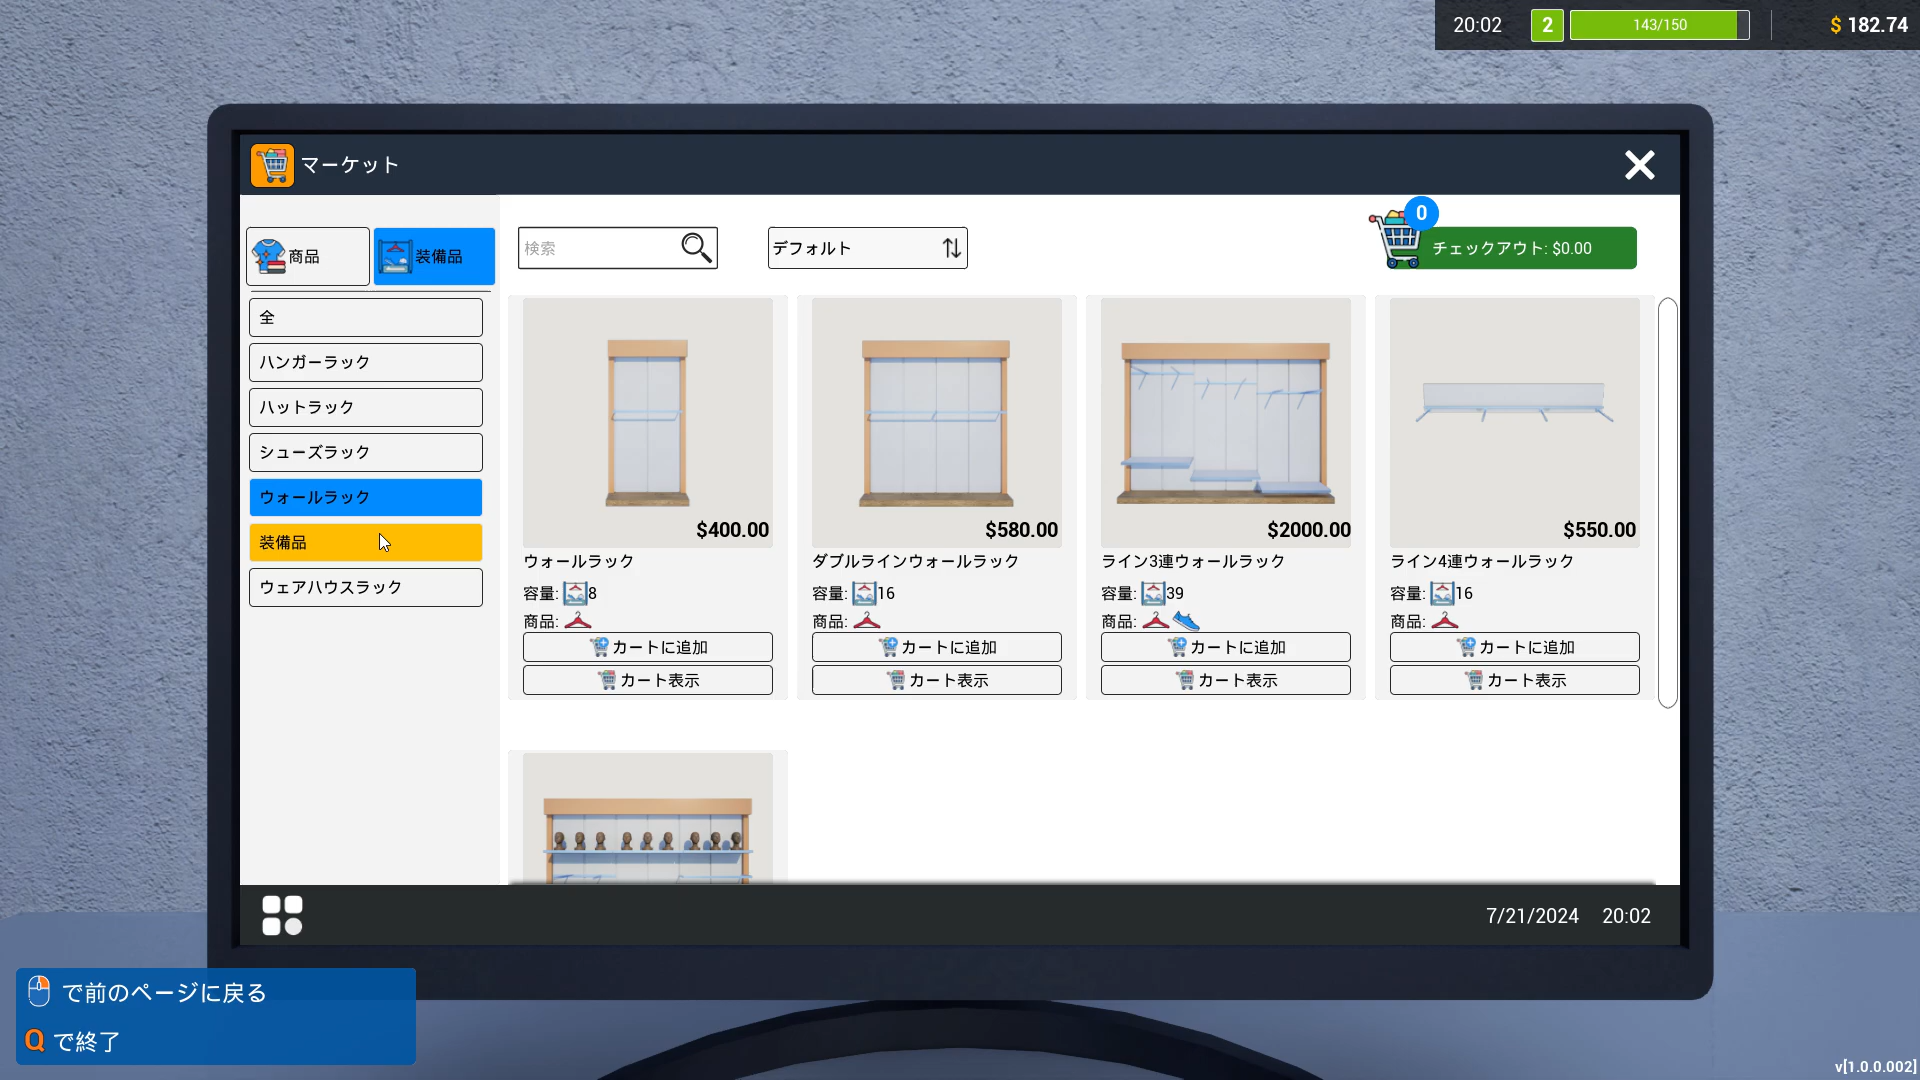 20:02 2 143/150 $ 182.74
マーケット
商品 装備品
検索
デフォルト
0
チェックアウト: $0.00
全
ハンガーラック
ハットラック
シューズラック
ウォールラック
装備品
ウェアハウスラック
$400.00
ウォールラック
容量: 8
商品:
カートに追加
カート表示
$580.00
ダブルラインウォールラック
容量: 16
商品:
カートに追加
カート表示
$2000.00
ライン3連ウォールラック
容量: 39
商品:
カートに追加
カート表示
$550.00
ライン4連ウォールラック
容量: 16
商品:
カートに追加
カート表示
7/21/2024 20:02
で前のページに戻る
Q で終了
v[1.0.0.002]